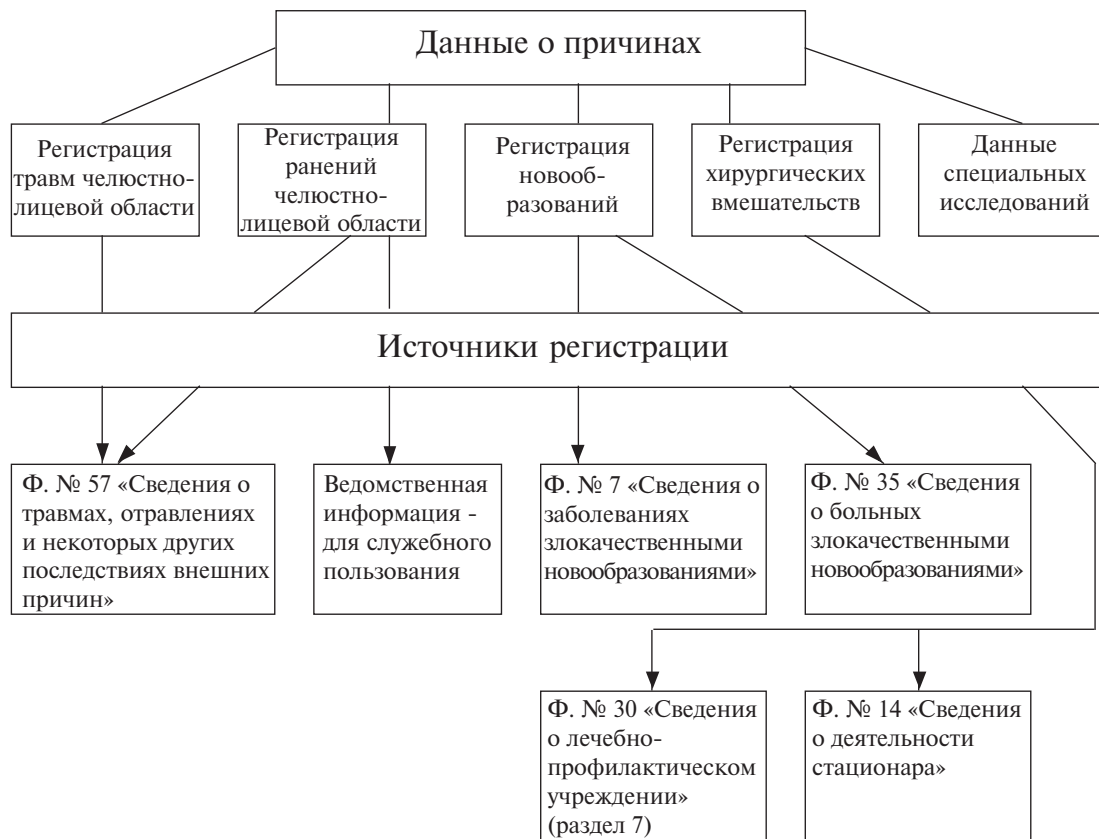 Данные о причинах
Регистрация
травм челюстно-
лицевой области
Регистрация
ранений
челюстно-
лицевой области
Регистрация
новооб-
разований
Регистрация
хирургических
вмешательств
Данные
специальных
исследований
Источники регистрации
Ф. № 57 «Сведения о
травмах, отравлениях
и некоторых других
последствиях внешних
причин»
Ведомственная
информация -
для служебного
пользования
Ф. № 7 «Сведения о
заболеваниях
злокачественными
новообразованиями»
Ф. № 35 «Сведения
о больных
злокачественными
новообразованиями»
Ф. № 30 «Сведения
о лечебно-
профилактическом
учреждении»
(раздел 7)
Ф. № 14 «Сведения
о деятельности
стационара»